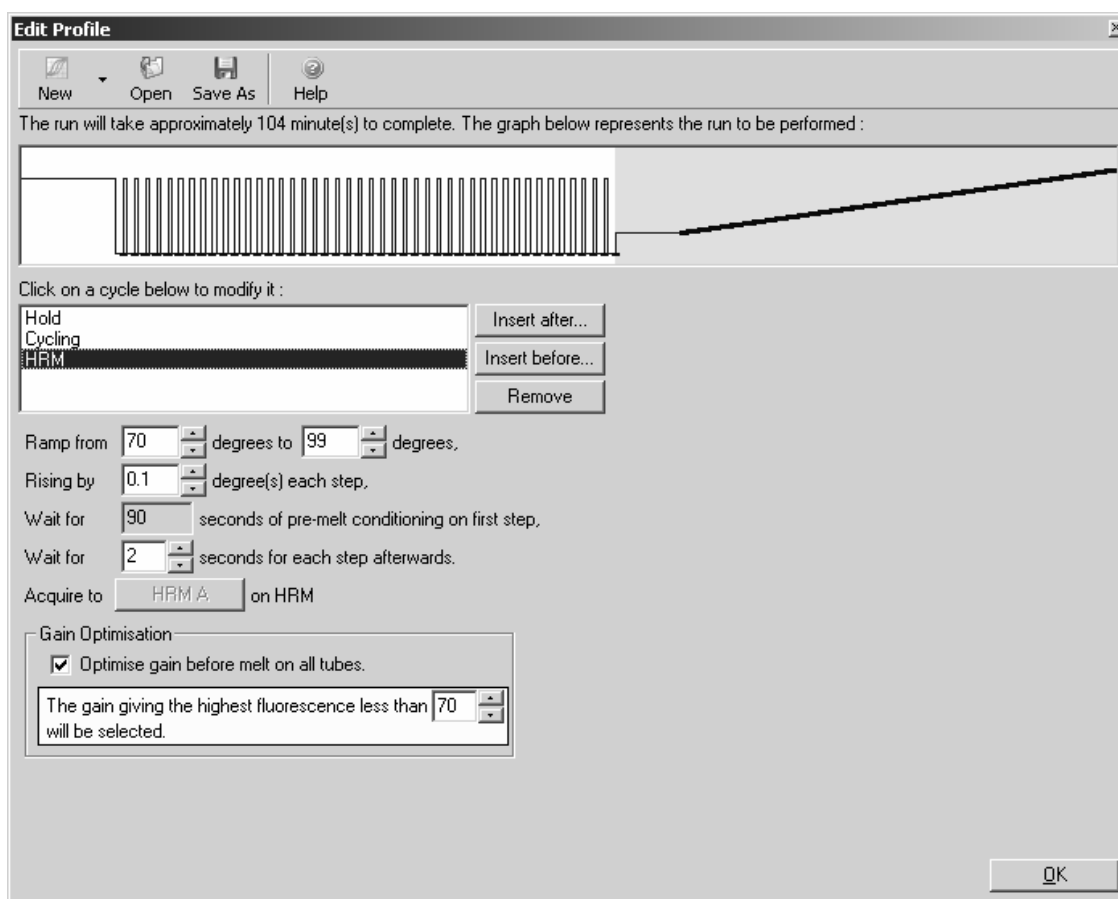 Edit Profile
New Open Save As Help
The run will take approximately 104 minute(s) to complete. The graph below represents the run to be performed :
Click on a cycle below to modify it :
Hold
Cycling
HRM
Insert after...
Insert before...
Remove
Ramp from 70 degrees to 99 degrees,
Rising by 0.1 degree(s) each step,
Wait for 90 seconds of pre-melt conditioning on first step,
Wait for 2 seconds for each step afterwards.
Acquire to HRM A on HRM
Gain Optimisation
Optimise gain before melt on all tubes.
The gain giving the highest fluorescence less than 70
will be selected.
OK